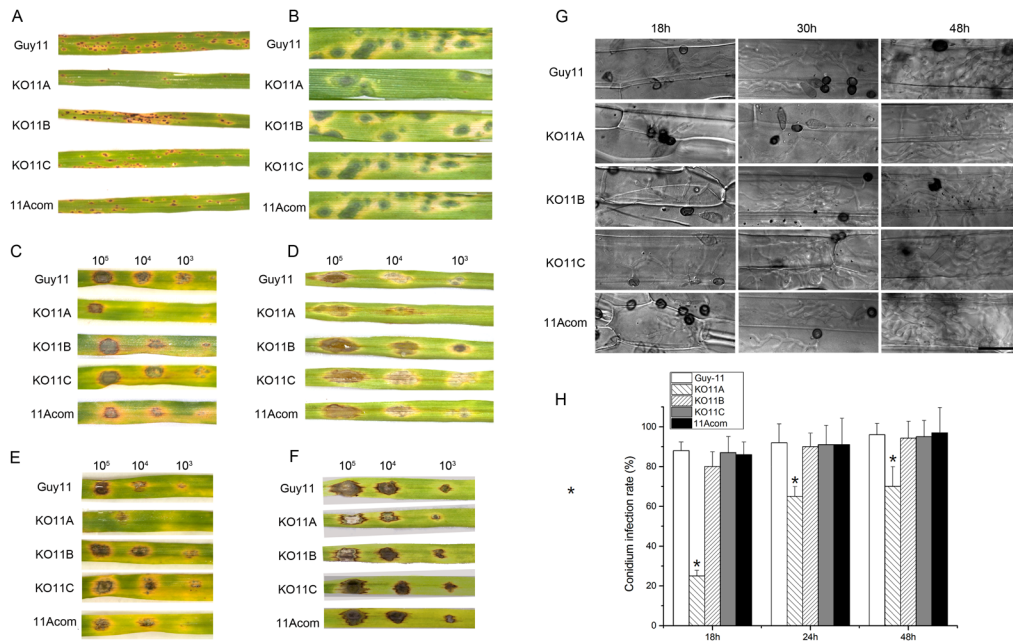 A
Guy11
KO11A
KO11B
KO11C
11Acom
B
Guy11
KO11A
KO11B
KO11C
11Acom
C
10⁵ 10⁴ 10³
Guy11
KO11A
KO11B
KO11C
11Acom
D
10⁵ 10⁴ 10³
Guy11
KO11A
KO11B
KO11C
11Acom
E
10⁵ 10⁴ 10³
Guy11
KO11A
KO11B
KO11C
11Acom
F
10⁵ 10⁴ 10³
Guy11
KO11A
KO11B
KO11C
11Acom
G
18h 30h 48h
Guy11
KO11A
KO11B
KO11C
11Acom
H
Guy-11
KO11A
KO11B
KO11C
11Acom
Conidium infection rate (%)
100
80
60
40
20
0
* * *
*
18h 24h 48h